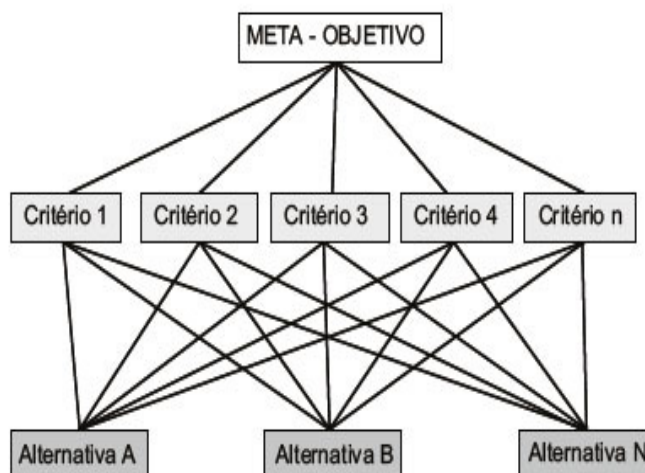 META - OBJETIVO
Critério 1 Critério 2 Critério 3 Critério 4 Critério n
Alternativa A Alternativa B Alternativa N